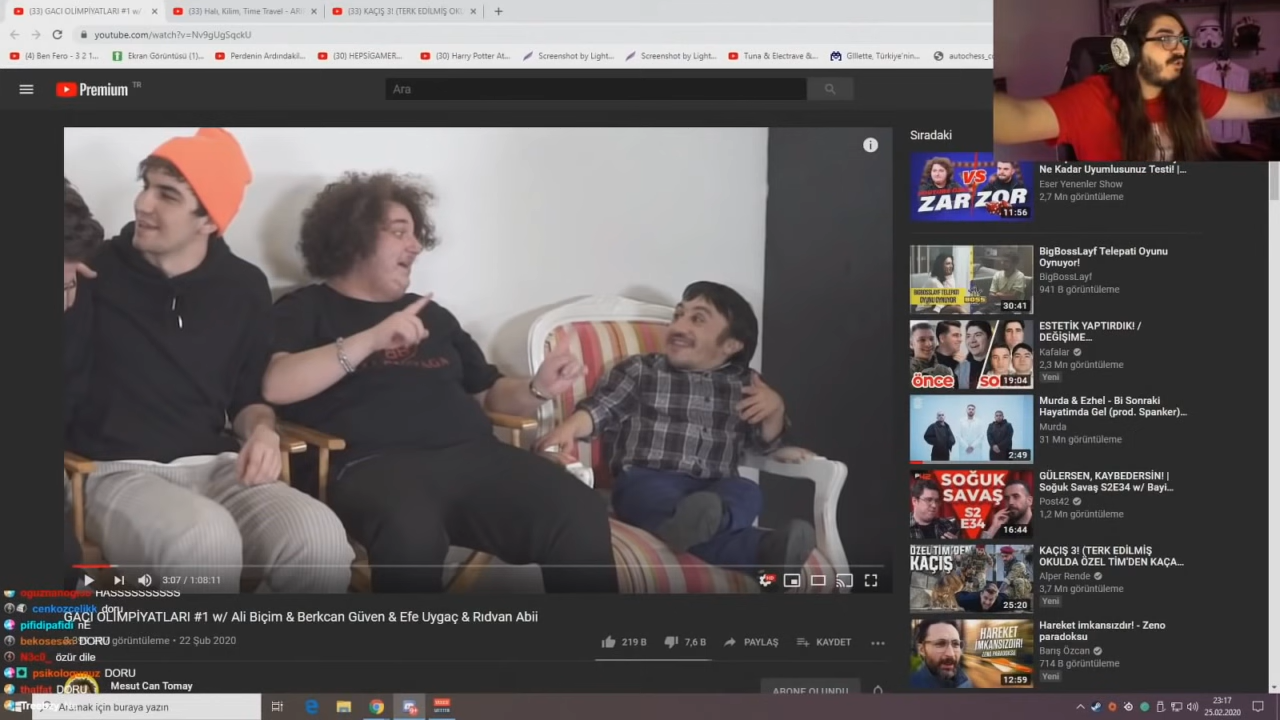 (33) GACI OLİMPİYATLARI #1 w/
(33) Halı, Kilim, Time Travel - ARI
(33) KAÇIŞ 3! (TERK EDİLMİŞ OKL
youtube.com/watch?v=Nv9gUgSqckU
(4) Ben Fero - 3 2 1...
Ekran Görüntüsü (1)...
Perdenin Ardındakil...
(30) HEPSİGAMER...
(30) Harry Potter At...
Screenshot by Light...
Screenshot by Light...
Tuna & Electrave &...
Gillette, Türkiye'nin...
Premium TR
Ara
Sıradaki
VS
ZAR ZOR
11:56
Ne Kadar Uyumlusunuz Testi! |...
Eser Yenenler Show
2,7 Mn görüntüleme
30:41
BigBossLayf Telepati Oyunu
Oynuyor!
BigBossLayf
941 B görüntüleme
ÖNCE
SO
19:04
ESTETİK YAPTIRDIK! /
DEĞİŞİME...
Kafalar
2,3 Mn görüntüleme
Yeni
2:49
Murda & Ezhel - Bi Sonraki
Hayatimda Gel (prod. Spanker)...
Murda
31 Mn görüntüleme
SOĞUK
SAVAŞ
S2
E34
16:44
GÜLERSEN, KAYBEDERSİN! |
Soğuk Savaş S2E34 w/ Bayi...
Post42
1,2 Mn görüntüleme
ÖZEL TİM'DEN
KAÇIŞ
25:20
KAÇIŞ 3! (TERK EDİLMİŞ
OKULDA ÖZEL TİM'DEN KAÇA...
Alper Rende
3,7 Mn görüntüleme
Yeni
HAREKET
İMKANSIZDIR!
12:59
Hareket imkansızdır! - Zeno
paradoksu
Barış Özcan
714 B görüntüleme
Yeni
3:07 / 1:08:11
HASSSSSSSSSS
cenkozcelikk doru
GACI OLİMPİYATLARI #1 w/ Ali Biçim & Berkcan Güven & Efe Uygaç & Rıdvan Abii
pifidipafidi nE
DORU
görüntüleme • 22 Şub 2020
219 B
7,6 B
PAYLAŞ
KAYDET
özür dile
DORU
thalfat DORU
Mesut Can Tomay
ABONE OLUNDU
Aramak için buraya yazın
23:17
25.02.2020